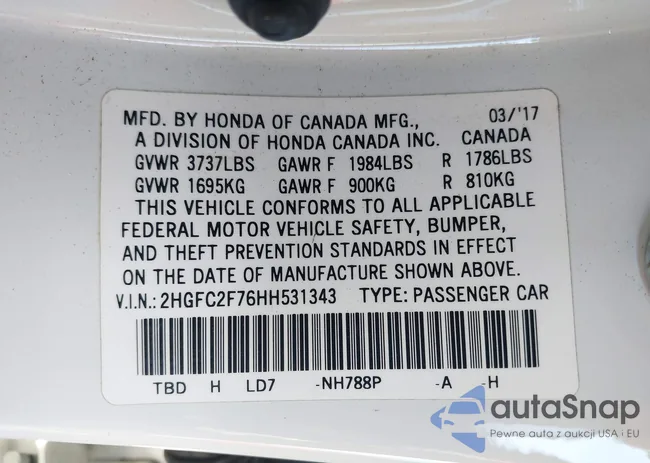 MFD. BY HONDA OF CANADA MFG., 03/'17
A DIVISION OF HONDA CANADA INC. CANADA
GVWR 3737LBS GAWR F 1984LBS R 1786LBS
GVWR 1695KG GAWR F 900KG R 810KG
THIS VEHICLE CONFORMS TO ALL APPLICABLE
FEDERAL MOTOR VEHICLE SAFETY, BUMPER,
AND THEFT PREVENTION STANDARDS IN EFFECT
ON THE DATE OF MANUFACTURE SHOWN ABOVE.
V.I.N.: 2HGFC2F76HH531343 TYPE: PASSENGER CAR
TBD H LD7 -NH788P -A -H
autaSnap
Pewne auta z aukcji USA i EU